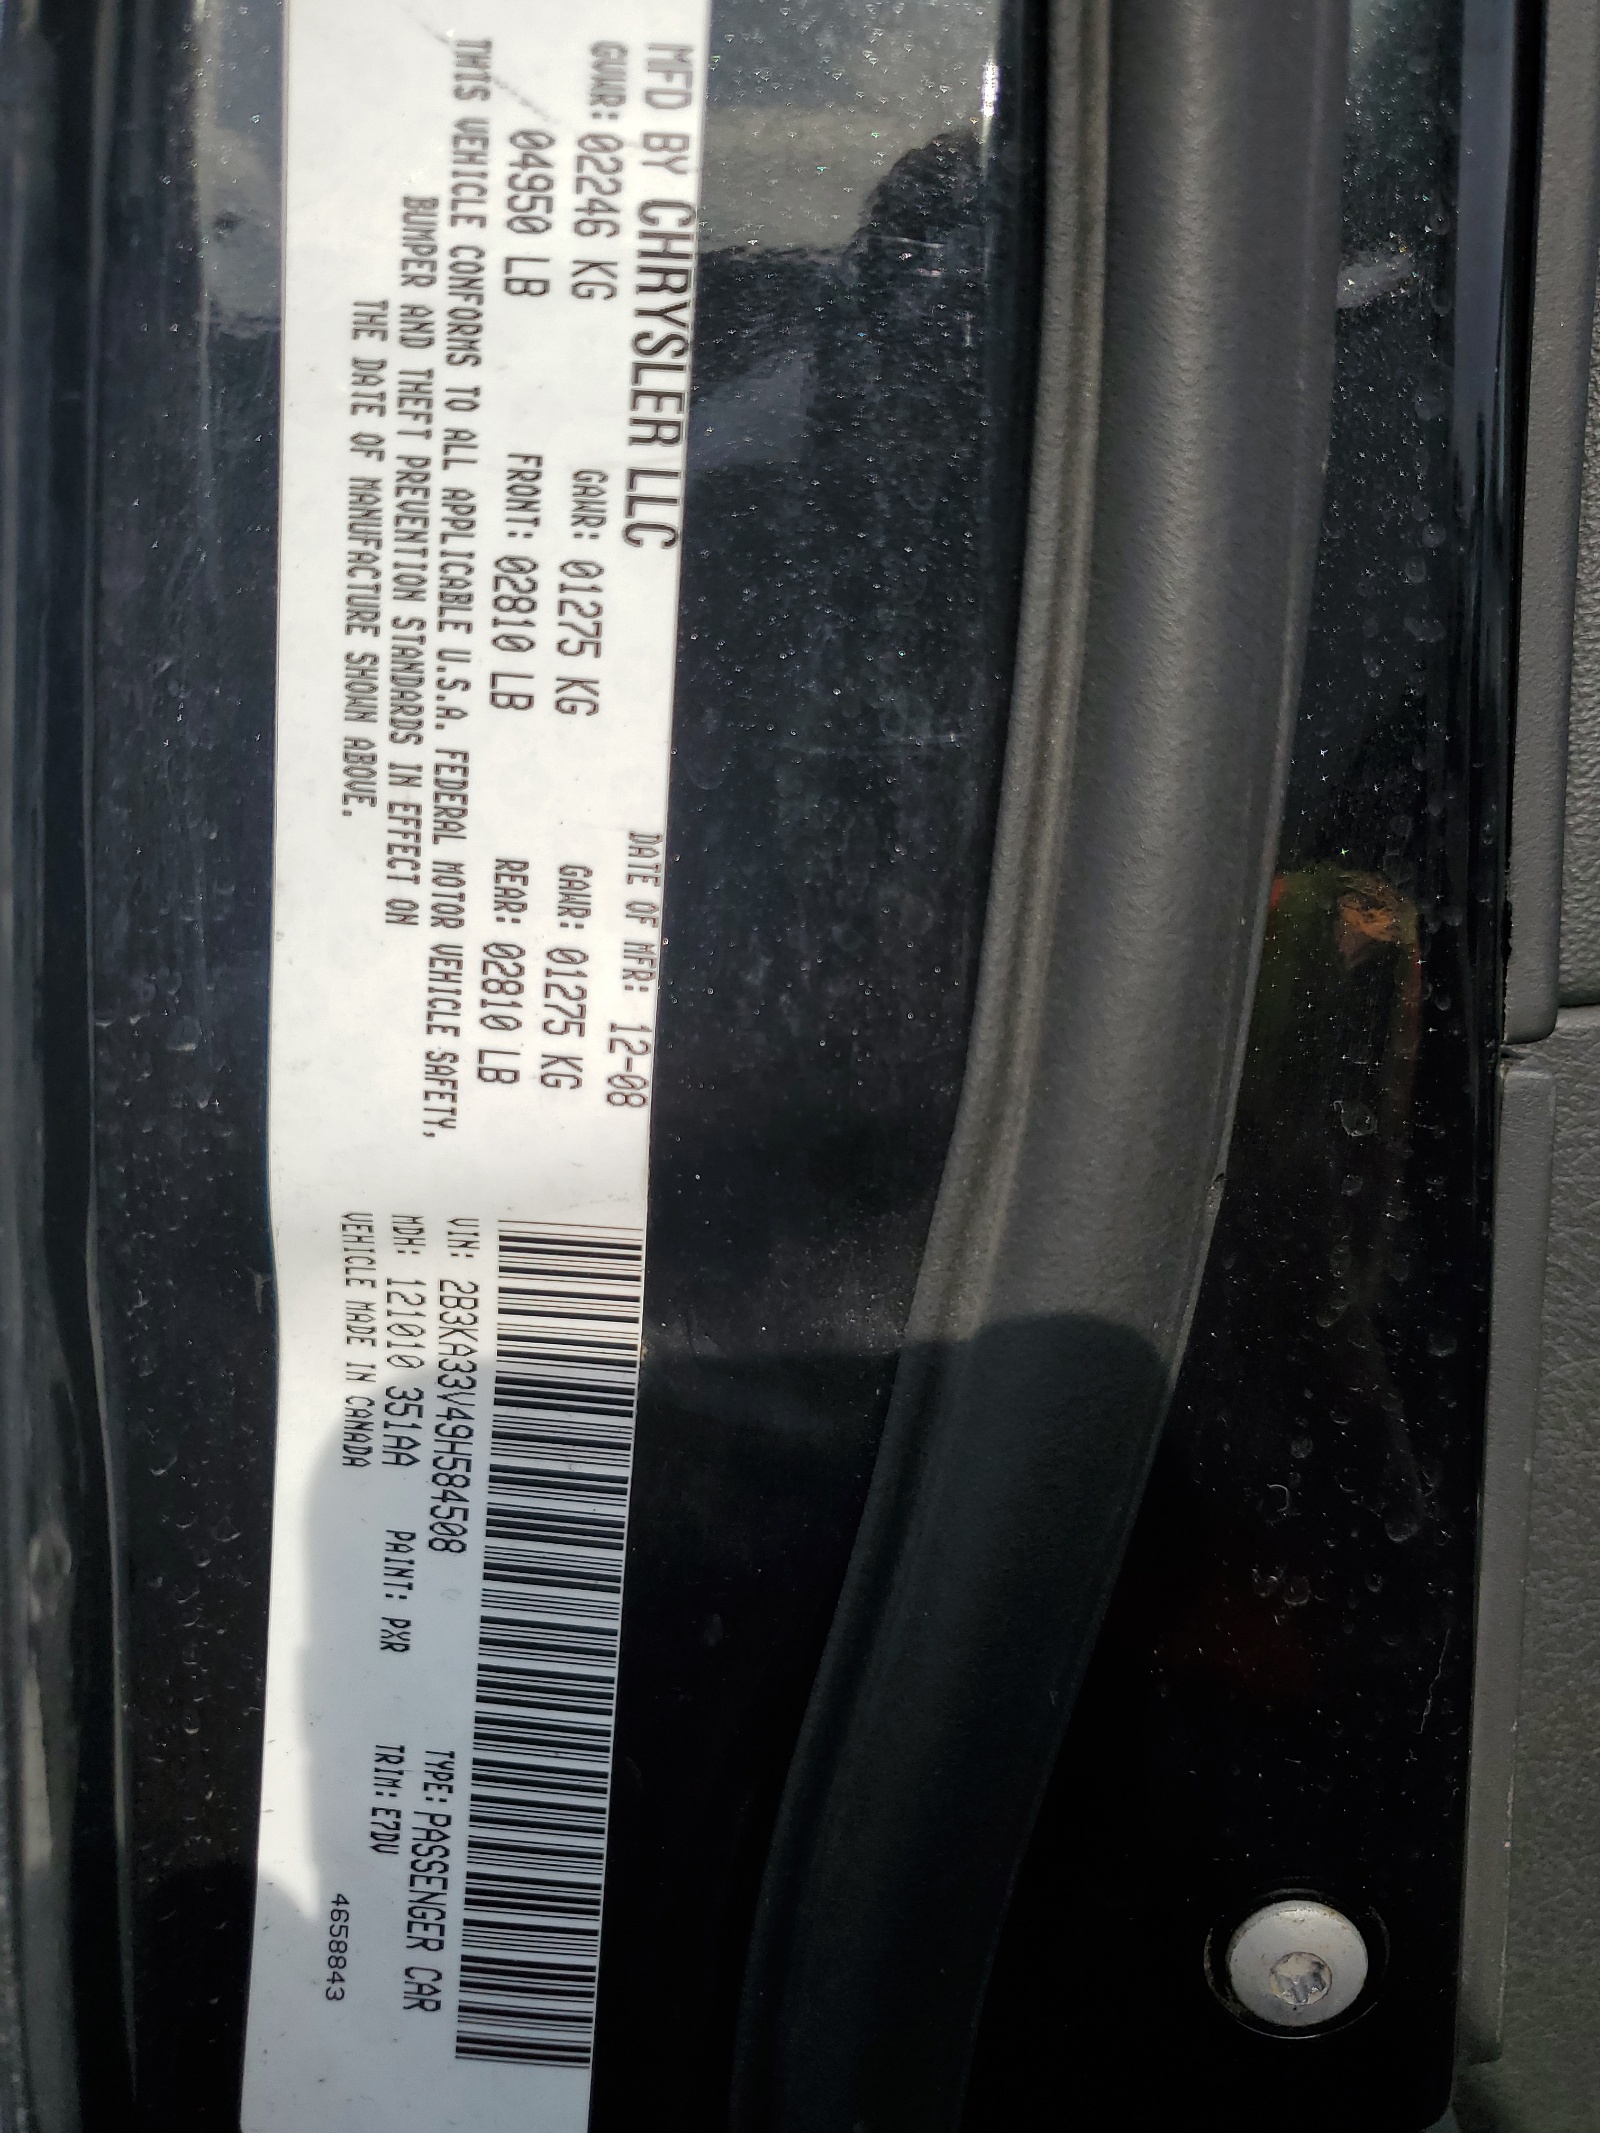 MFD BY CHRYSLER LLC DATE OF MFR: 12-08
GVWR: 02246 KG GAWR: 01275 KG GAWR: 01275 KG
04950 LB FRONT: 02810 LB REAR: 02810 LB
THIS VEHICLE CONFORMS TO ALL APPLICABLE U.S.A. FEDERAL MOTOR VEHICLE SAFETY,
BUMPER AND THEFT PREVENTION STANDARDS IN EFFECT ON
THE DATE OF MANUFACTURE SHOWN ABOVE.
VIN: 2B3KA33V49H584508 TYPE: PASSENGER CAR
MDH: 121010 351AA PAINT: PXR TRIM: E7DV
VEHICLE MADE IN CANADA
4658843